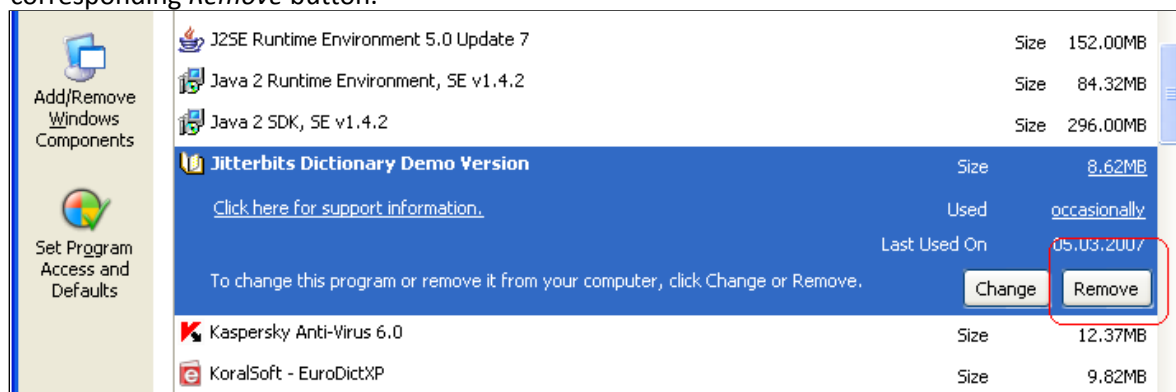 corresponding Remove button.
J2SE Runtime Environment 5.0 Update 7 Size 152.00MB
Java 2 Runtime Environment, SE v1.4.2 Size 84.32MB
Add/Remove
Windows
Components
Java 2 SDK, SE v1.4.2 Size 296.00MB
Jitterbits Dictionary Demo Version Size 8.62MB
Click here for support information. Used occasionally
Set Program
Access and
Defaults
Last Used On 05.03.2007
To change this program or remove it from your computer, click Change or Remove. Change Remove
Kaspersky Anti-Virus 6.0 Size 12.37MB
KoralSoft - EuroDictXP Size 9.82MB